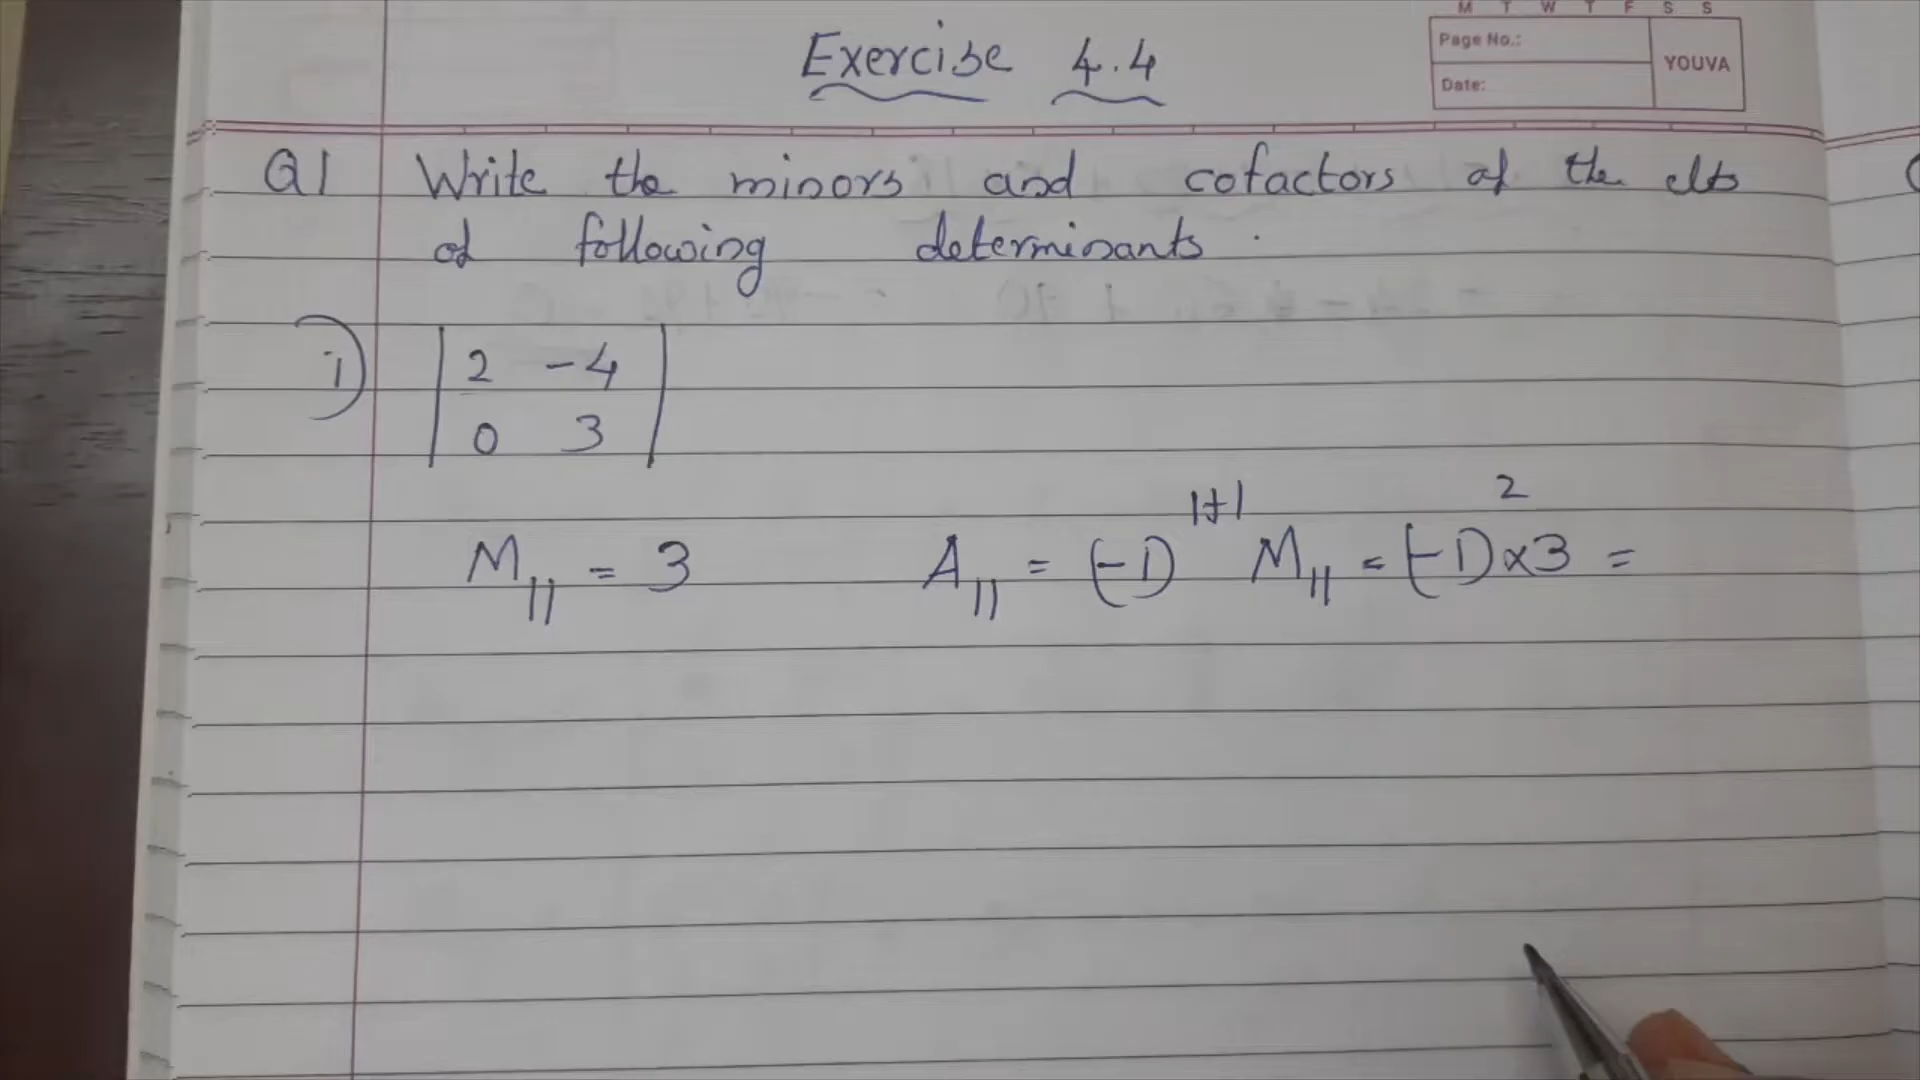 M T W T F S S
Page No.:
YOUVA
Date:
Exercise 4.4
Q1 Write the minors and cofactors of the elts
of following determinants.
i) | 2 -4 |
| 0 3 |
M₁₁ = 3 A₁₁ = (-1)¹⁺¹ M₁₁ = (-1)²×3 =